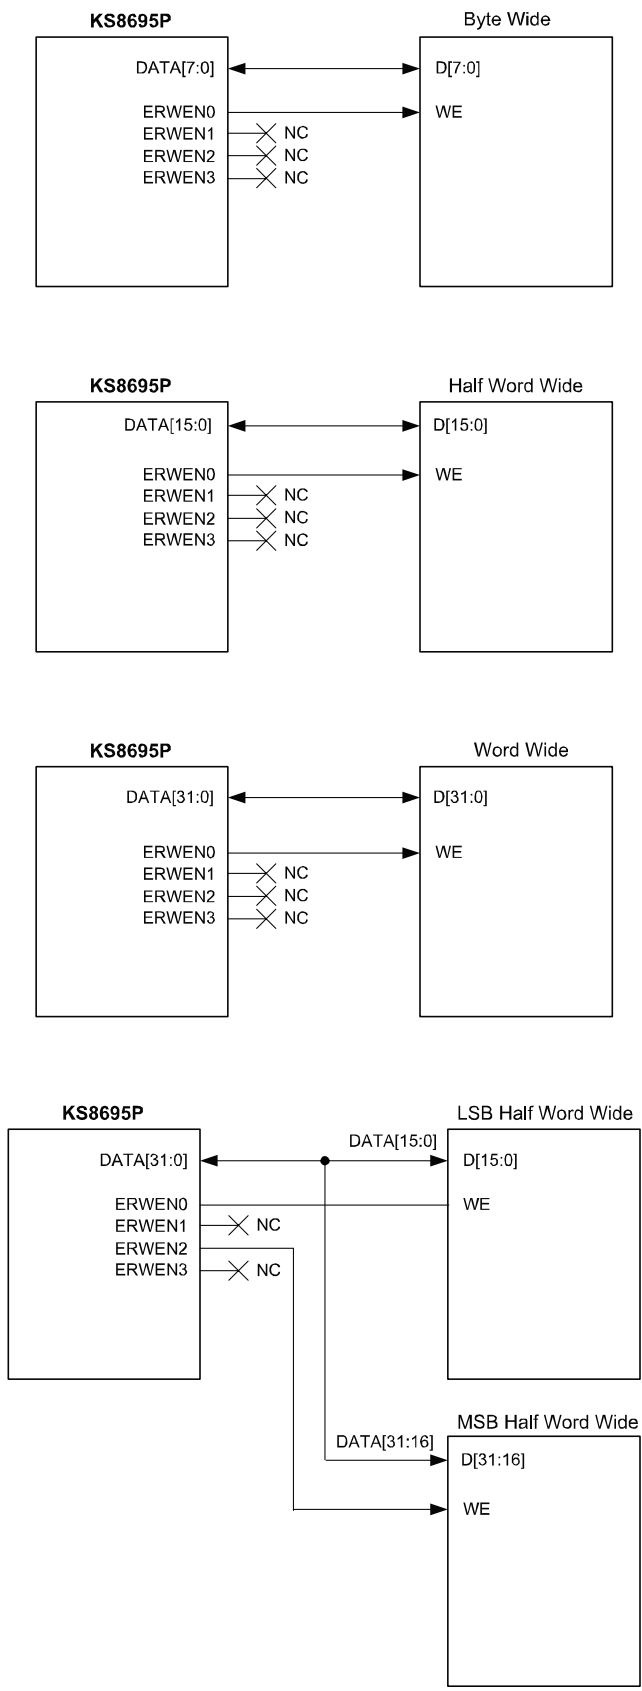 KS8695P Byte Wide
DATA[7:0] D[7:0]
ERWEN0 WE
ERWEN1 NC
ERWEN2 NC
ERWEN3 NC
KS8695P Half Word Wide
DATA[15:0] D[15:0]
ERWEN0 WE
ERWEN1 NC
ERWEN2 NC
ERWEN3 NC
KS8695P Word Wide
DATA[31:0] D[31:0]
ERWEN0 WE
ERWEN1 NC
ERWEN2 NC
ERWEN3 NC
KS8695P LSB Half Word Wide
DATA[15:0]
DATA[31:0] D[15:0]
ERWEN0 WE
ERWEN1 NC
ERWEN2
ERWEN3 NC
MSB Half Word Wide
DATA[31:16]
D[31:16]
WE